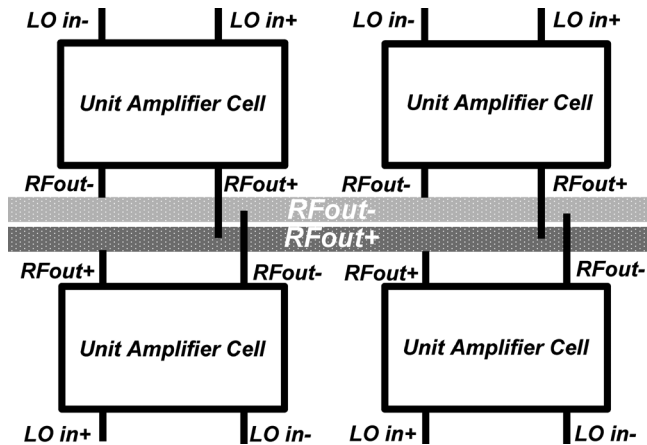 LO in- LO in+ LO in- LO in+
Unit Amplifier Cell Unit Amplifier Cell
RFout- RFout+ RFout- RFout+
RFout-
RFout+
RFout+ RFout- RFout+ RFout-
Unit Amplifier Cell Unit Amplifier Cell
LO in+ LO in- LO in+ LO in-